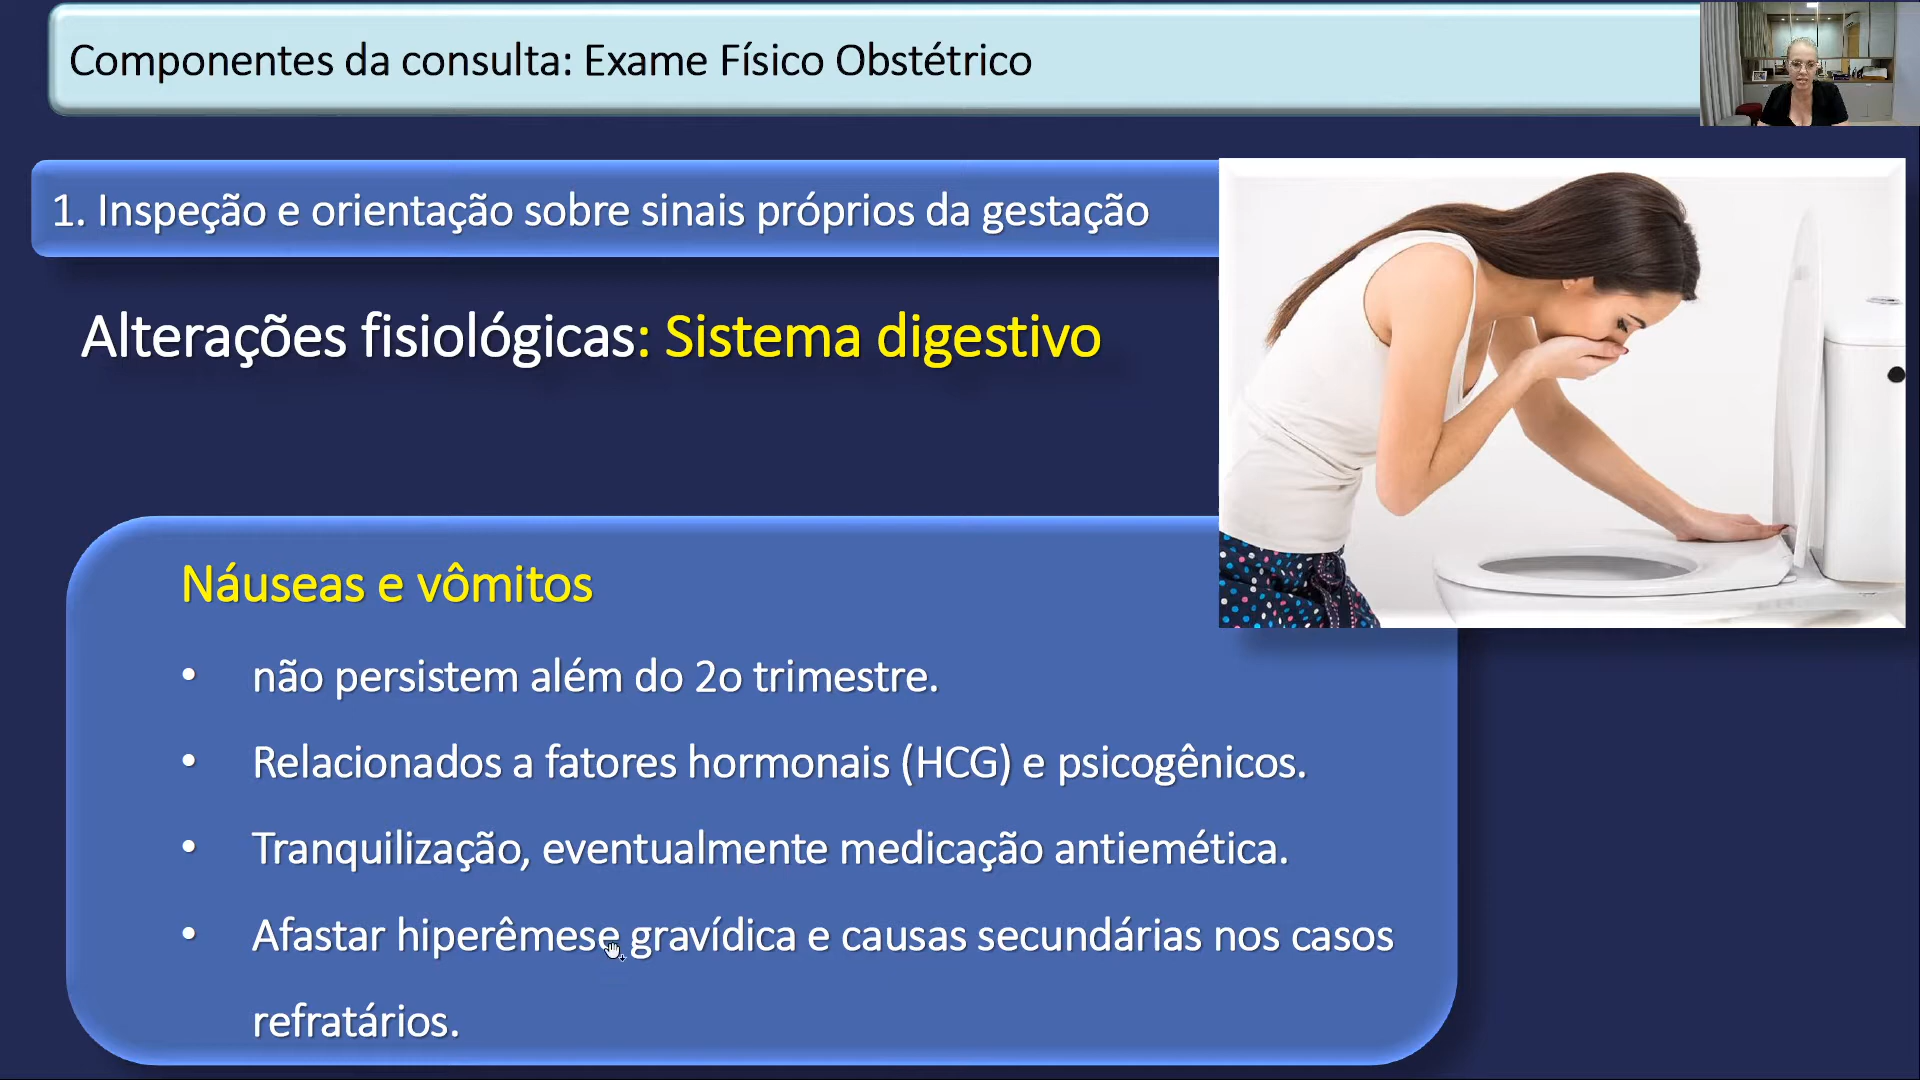 Componentes da consulta: Exame Físico Obstétrico
1. Inspeção e orientação sobre sinais próprios da gestação
Alterações fisiológicas: Sistema digestivo
Náuseas e vômitos
• não persistem além do 2o trimestre.
• Relacionados a fatores hormonais (HCG) e psicogênicos.
• Tranquilização, eventualmente medicação antiemética.
• Afastar hiperêmese gravídica e causas secundárias nos casos
refratários.